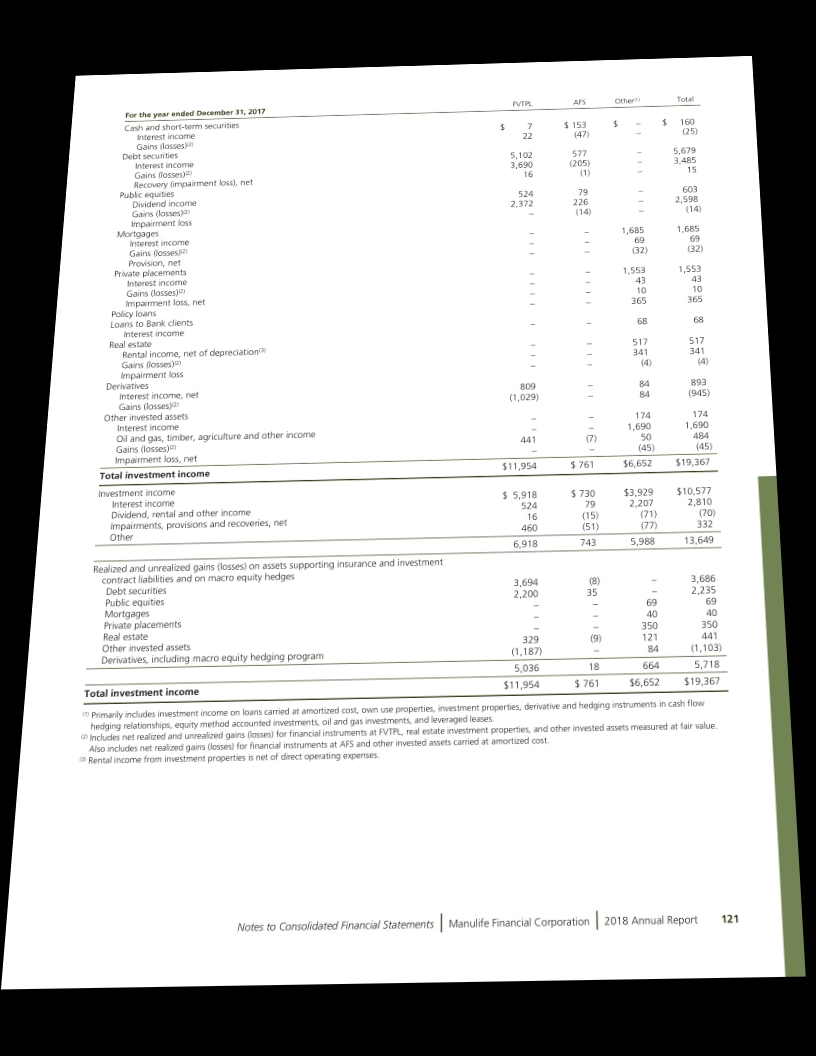 For the year ended December 31, 2017 FVTPL AFS Other(1) Total
Cash and short-term securities
Interest income $ 7 $ 153 $ – $ 160
Gains (losses)(2) 22 (47) – (25)
Debt securities
Interest income 5,102 577 – 5,679
Gains (losses)(2) 3,690 (205) – 3,485
Recovery (impairment loss), net 16 (1) – 15
Public equities
Dividend income 524 79 – 603
Gains (losses)(2) 2,372 226 – 2,598
Impairment loss – (14) – (14)
Mortgages
Interest income – – 1,685 1,685
Gains (losses)(2) – – 69 69
Provision, net – – (32) (32)
Private placements
Interest income – – 1,553 1,553
Gains (losses)(2) – – 43 43
Impairment loss, net – – 10 10
Policy loans – – 365 365
Loans to Bank clients
Interest income – – 68 68
Real estate
Rental income, net of depreciation(3) – – 517 517
Gains (losses)(2) – – 341 341
Impairment loss – – (4) (4)
Derivatives
Interest income, net 809 – 84 893
Gains (losses)(2) (1,029) – 84 (945)
Other invested assets
Interest income – – 174 174
Oil and gas, timber, agriculture and other income – – 1,690 1,690
Gains (losses)(2) 441 (7) 50 484
Impairment loss, net – – (45) (45)
Total investment income $11,954 $ 761 $6,652 $19,367
Investment income
Interest income $ 5,918 $ 730 $3,929 $10,577
Dividend, rental and other income 524 79 2,207 2,810
Impairments, provisions and recoveries, net 16 (15) (71) (70)
Other 460 (51) (77) 332
6,918 743 5,988 13,649
Realized and unrealized gains (losses) on assets supporting insurance and investment
contract liabilities and on macro equity hedges
Debt securities 3,694 (8) – 3,686
Public equities 2,200 35 – 2,235
Mortgages – – 69 69
Private placements – – 40 40
Real estate – – 350 350
Other invested assets 329 (9) 121 441
Derivatives, including macro equity hedging program (1,187) – 84 (1,103)
5,036 18 664 5,718
Total investment income $11,954 $ 761 $6,652 $19,367
(1) Primarily includes investment income on loans carried at amortized cost, own use properties, investment properties, derivative and hedging instruments in cash flow
hedging relationships, equity method accounted investments, oil and gas investments, and leveraged leases.
(2) Includes net realized and unrealized gains (losses) for financial instruments at FVTPL, real estate investment properties, and other invested assets measured at fair value.
Also includes net realized gains (losses) for financial instruments at AFS and other invested assets carried at amortized cost.
(3) Rental income from investment properties is net of direct operating expenses.
Notes to Consolidated Financial Statements | Manulife Financial Corporation | 2018 Annual Report 121